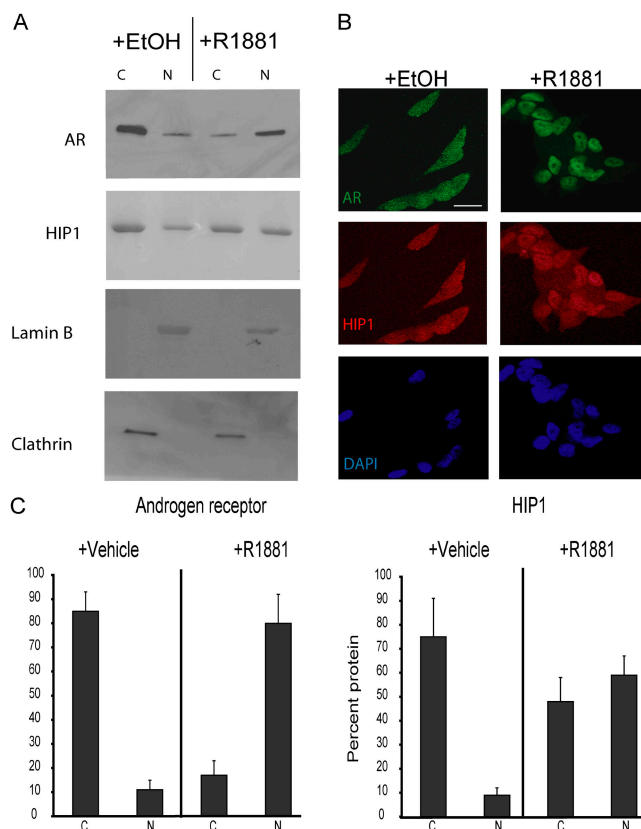 A
+EtOH
+R1881
C N C N
AR
HIP1
Lamin B
Clathrin
B
+EtOH
+R1881
AR
HIP1
DAPI
C
Androgen receptor
+Vehicle
+R1881
100
90
80
70
60
50
40
30
20
10
0
C N C N
HIP1
+Vehicle
+R1881
Percent protein
100
90
80
70
60
50
40
30
20
10
0
C N C N